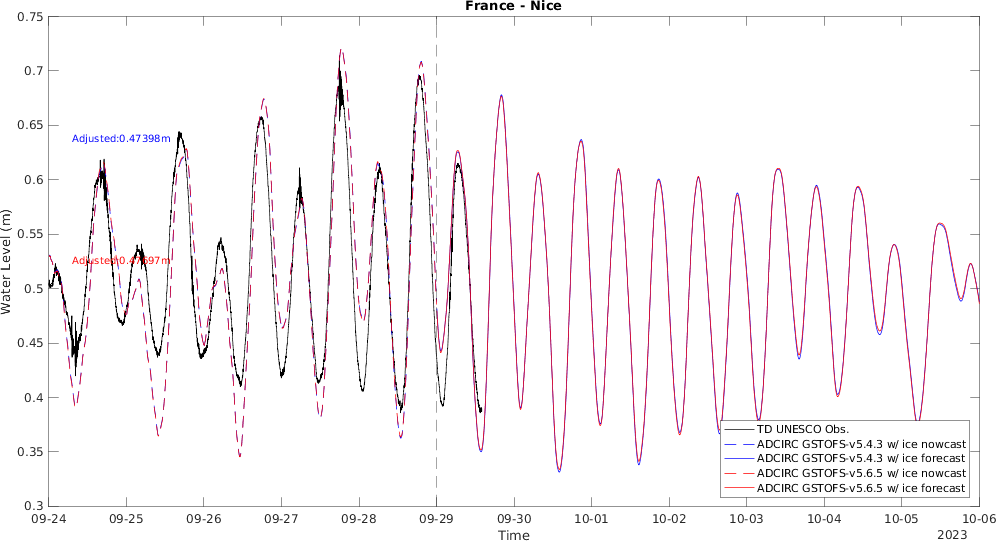 France - Nice
0.75
0.7
0.65
0.6
0.55
0.5
0.45
0.4
0.35
0.3
Water Level (m)
Adjusted:0.47398m
Adjusted:0.47697m
TD UNESCO Obs.
ADCIRC GSTOFS-v5.4.3 w/ ice nowcast
ADCIRC GSTOFS-v5.4.3 w/ ice forecast
ADCIRC GSTOFS-v5.6.5 w/ ice nowcast
ADCIRC GSTOFS-v5.6.5 w/ ice forecast
09-24 09-25 09-26 09-27 09-28 09-29 09-30 10-01 10-02 10-03 10-04 10-05 10-06
Time
2023